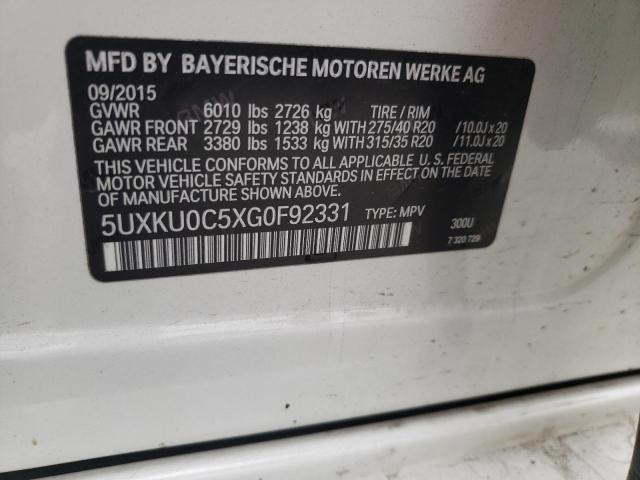 MFD BY BAYERISCHE MOTOREN WERKE AG
09/2015
GVWR 6010 lbs 2726 kg TIRE / RIM
GAWR FRONT 2729 lbs 1238 kg WITH 275/40 R20 /10.0J x 20
GAWR REAR 3380 lbs 1533 kg WITH 315/35 R20 /11.0J x 20
THIS VEHICLE CONFORMS TO ALL APPLICABLE U. S. FEDERAL
MOTOR VEHICLE SAFETY STANDARDS IN EFFECT ON THE DATE
OF MANUFACTURE SHOWN ABOVE.
5UXKU0C5XG0F92331 TYPE: MPV 300U
7 320 729